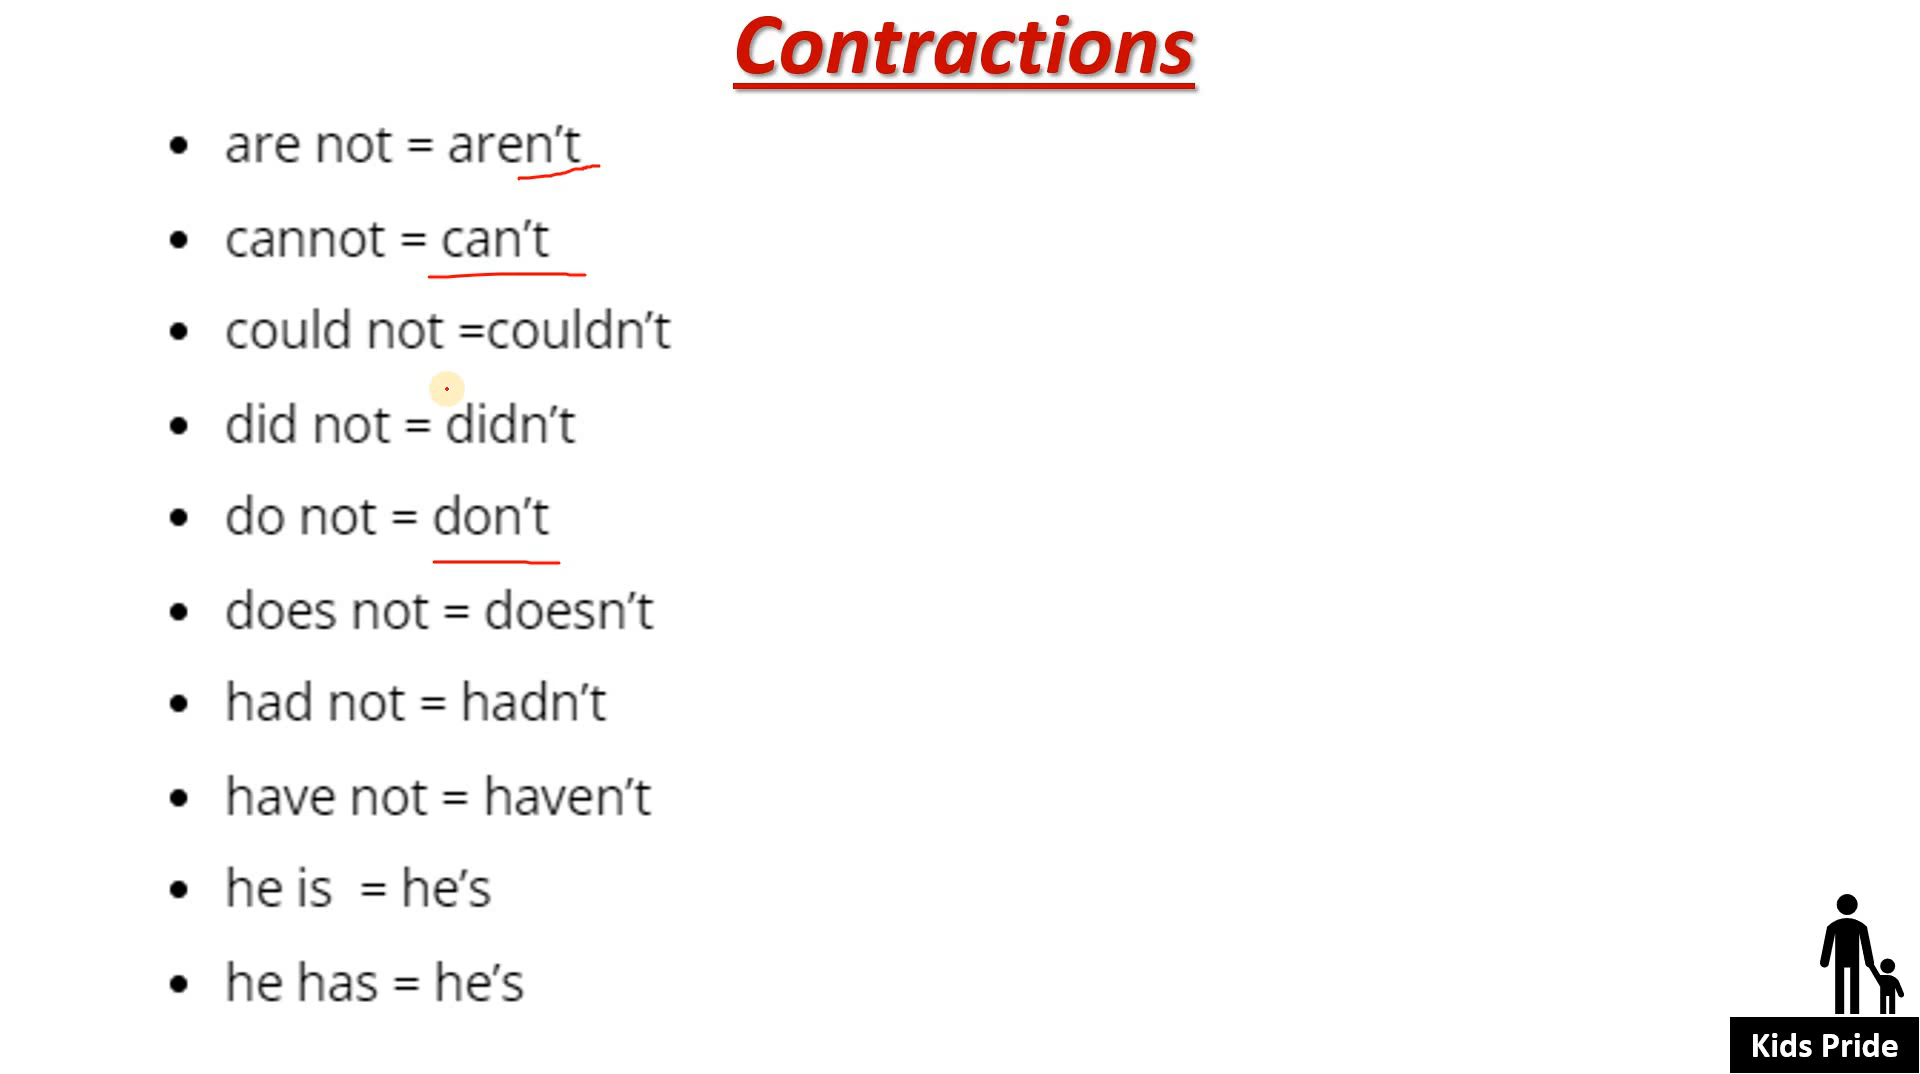 Contractions
• are not = aren’t
• cannot = can’t
• could not =couldn’t
• did not = didn’t
• do not = don’t
• does not = doesn’t
• had not = hadn’t
• have not = haven’t
• he is  = he’s
• he has = he’s
Kids Pride